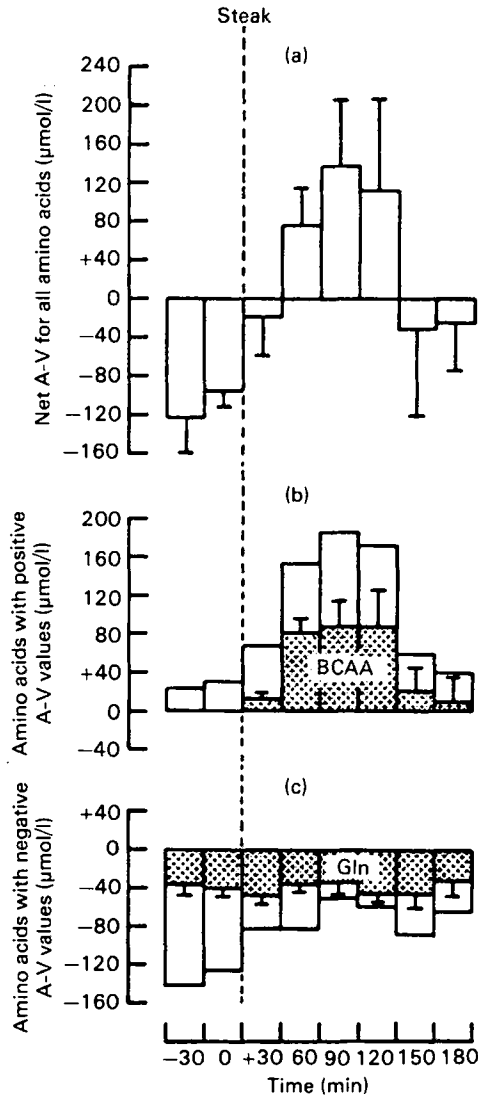 Steak
(a)
Net A-V for all amino acids (µmol/l)
240
200
160
120
80
+40
0
−40
−80
−120
−160
(b)
Amino acids with positive
A-V values (µmol/l)
200
160
120
80
+40
0
−40
BCAA
(c)
Amino acids with negative
A-V values (µmol/l)
+40
0
−40
−80
−120
−160
Gln
−30 0 +30 60 90 120 150 180
Time (min)